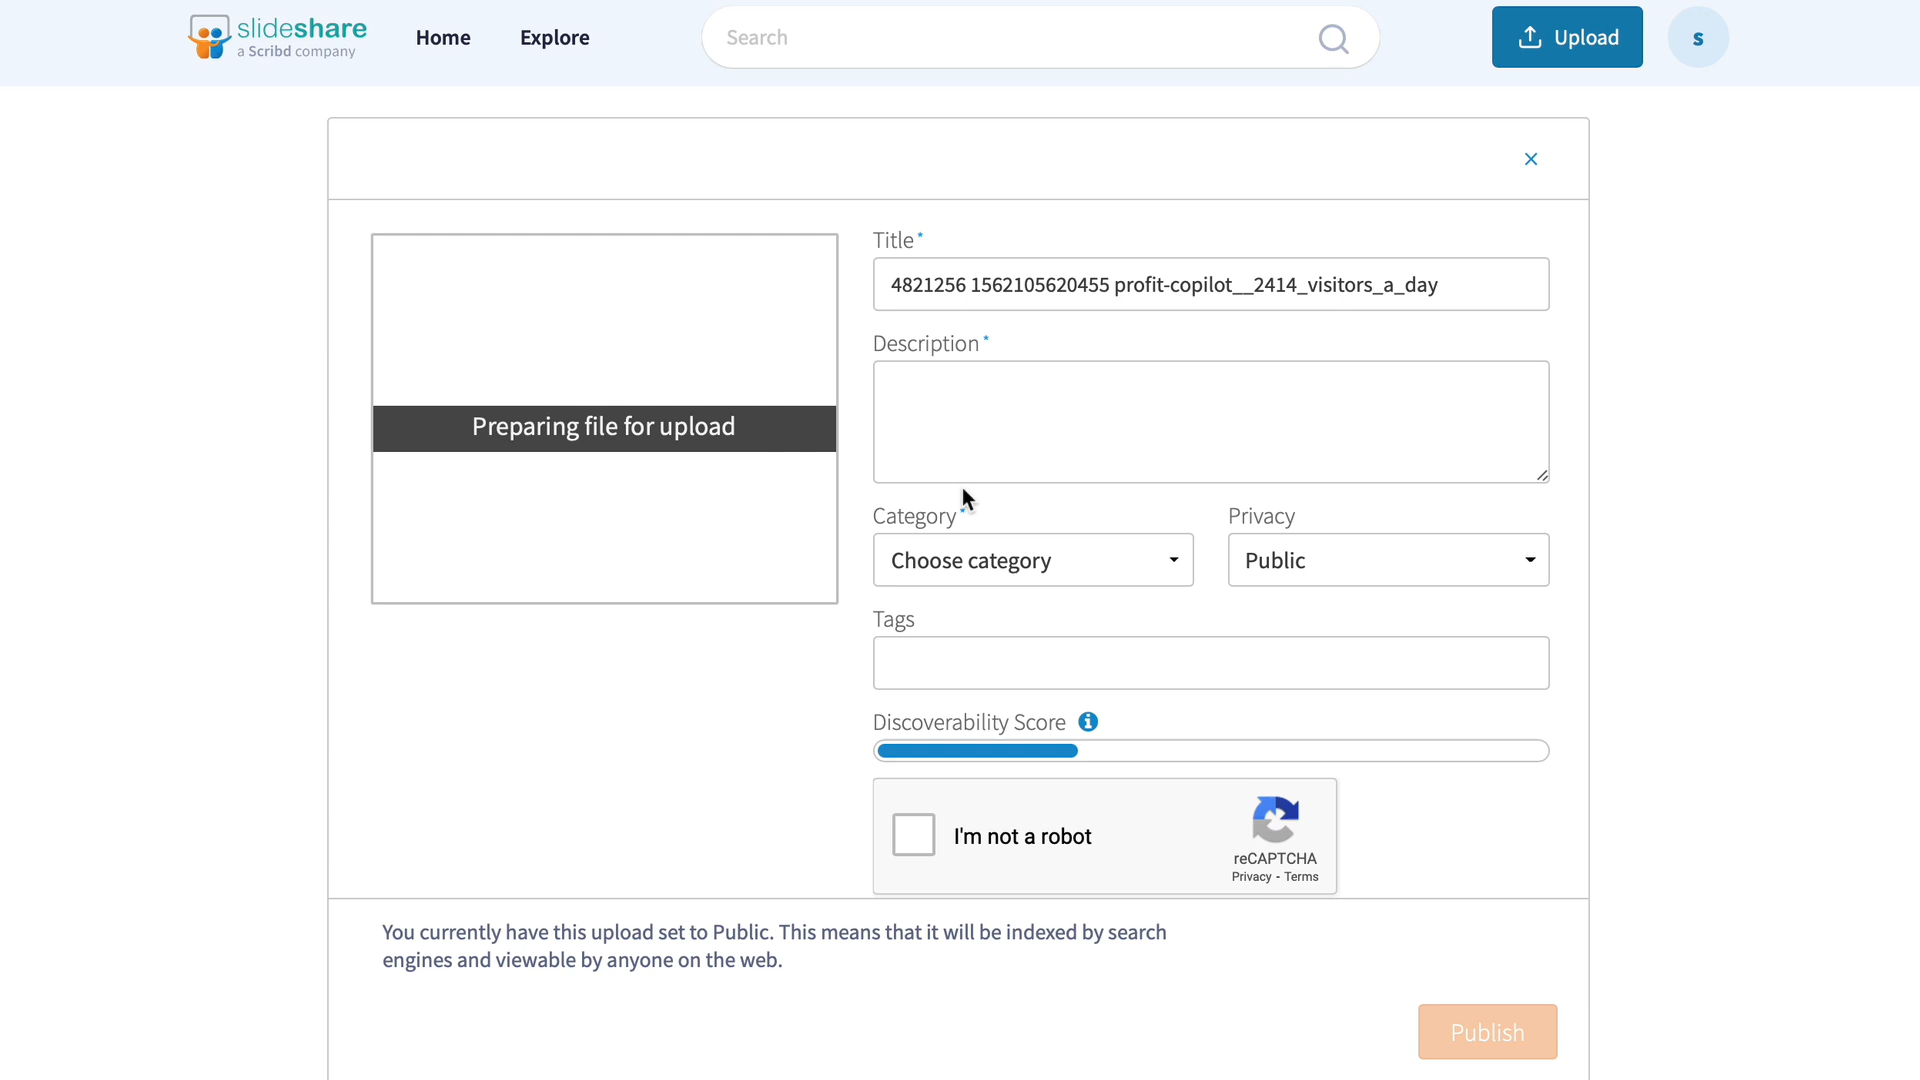 slideshare
a Scribd company
Home
Explore
Search
Upload
s
×
Title*
4821256 1562105620455 profit-copilot__2414_visitors_a_day
Preparing file for upload
Description*
Category*
Privacy
Choose category
Public
Tags
Discoverability Score
I'm not a robot
reCAPTCHA
Privacy - Terms
You currently have this upload set to Public. This means that it will be indexed by search
engines and viewable by anyone on the web.
Publish